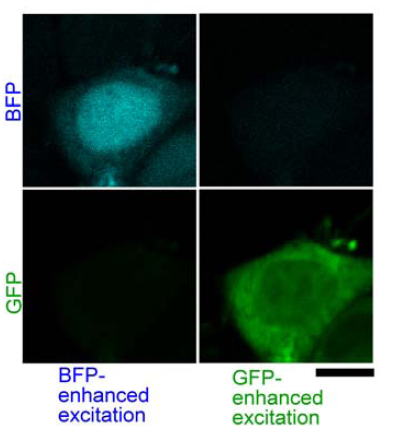 BFP
GFP
BFP-
enhanced
excitation
GFP-
enhanced
excitation